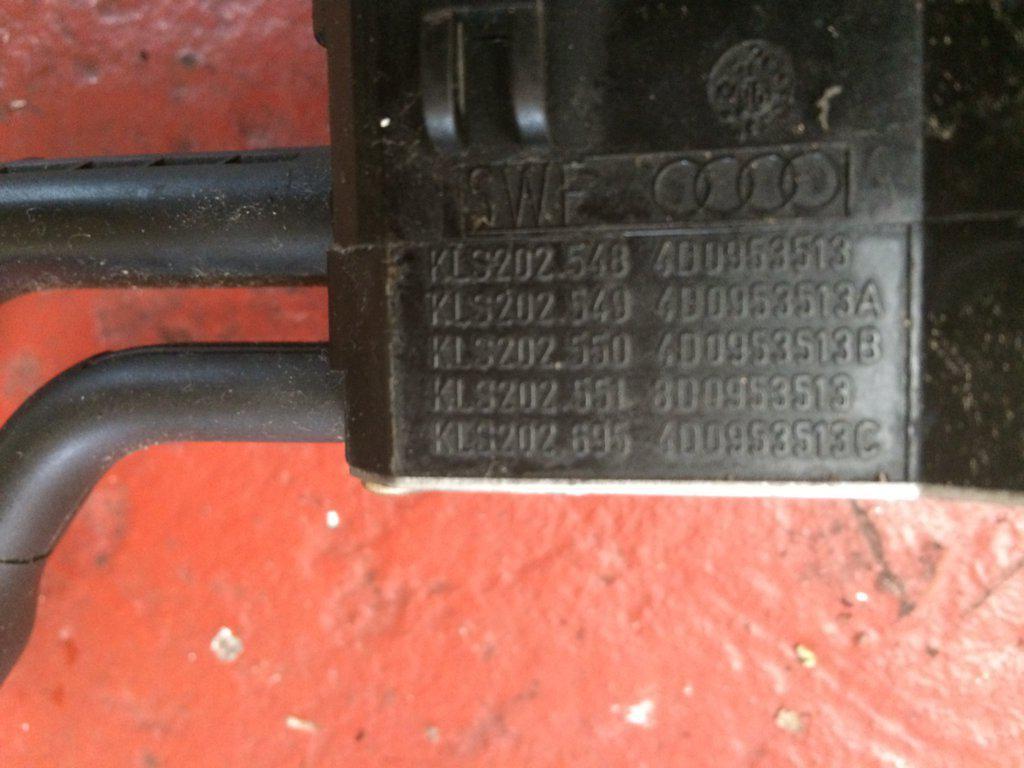 SWF
KLS202.548 4D0953513
KLS202.549 4D0953513A
KLS202.550 4D0953513B
KLS202.551 8D0953513
KLS202.695 4D0953513C